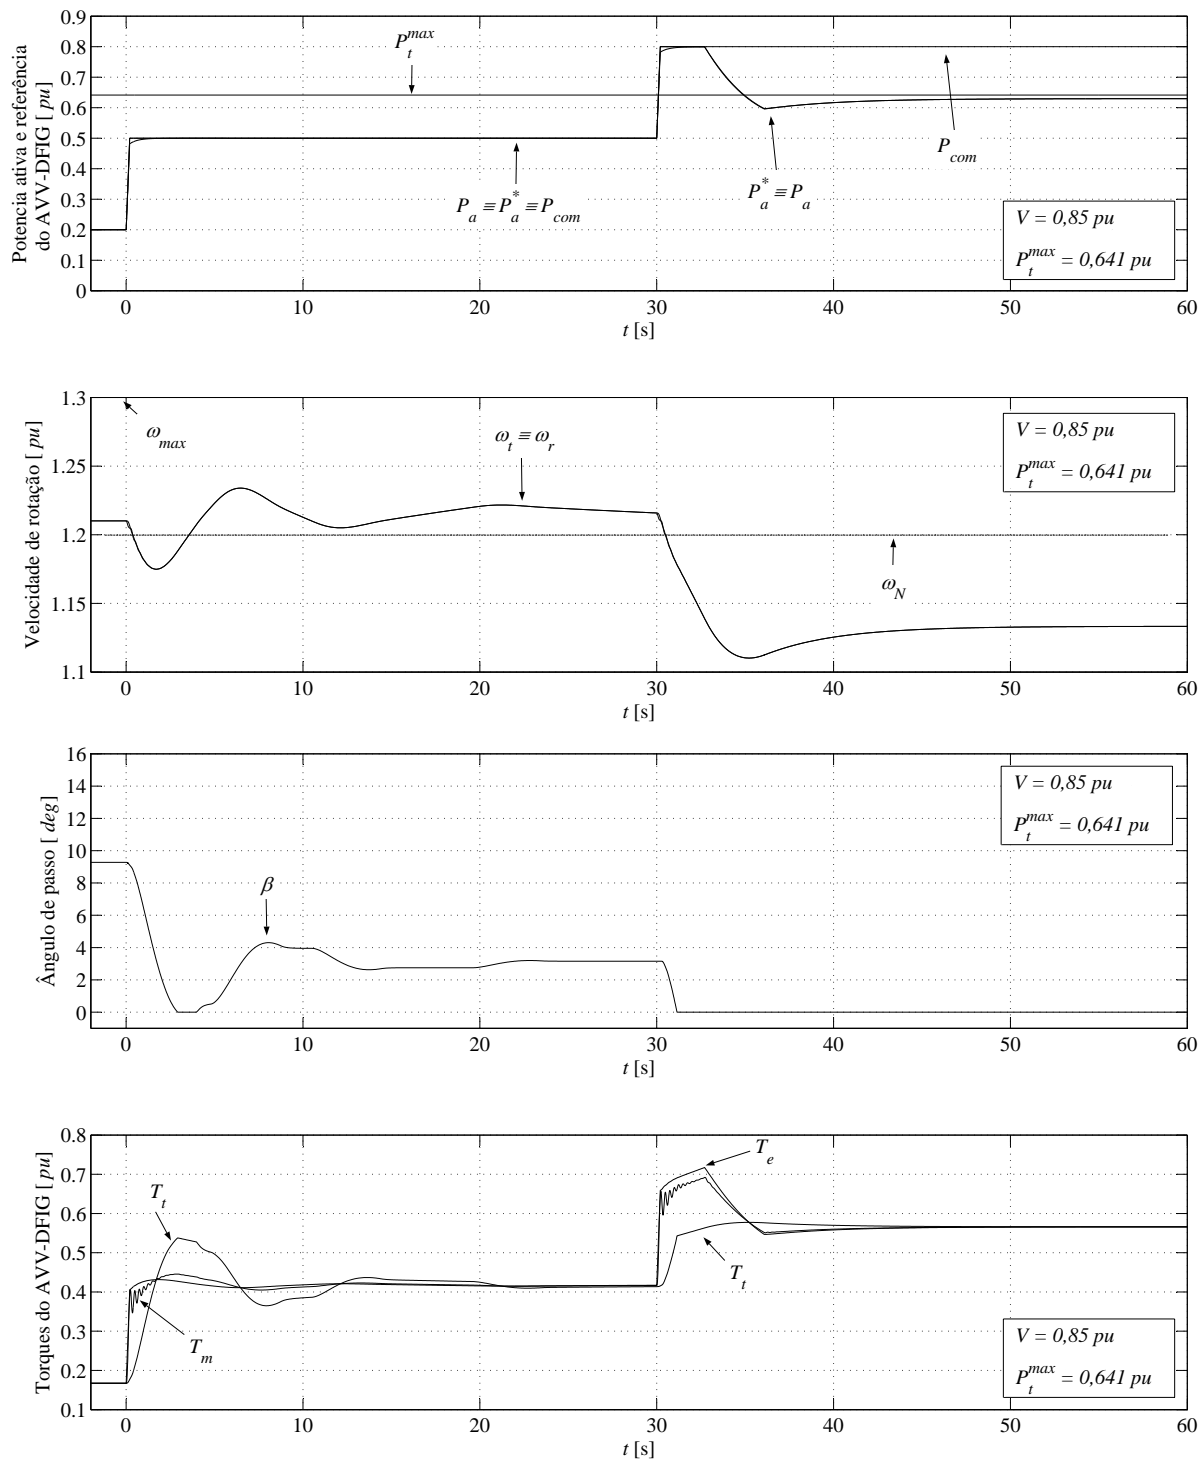 Potencia ativa e referência
do AVV-DFIG [ pu]
0.9
0.8
0.7
0.6
0.5
0.4
0.3
0.2
0.1
0
P_t^max
P_a ≡ P_a^* ≡ P_com
P_a^* ≡ P_a
P_com
V = 0,85 pu
P_t^max = 0,641 pu
0 10 20 30 40 50 60
t [s]
Velocidade de rotação [ pu]
1.3
1.25
1.2
1.15
1.1
ω_max
ω_t ≡ ω_r
ω_N
V = 0,85 pu
P_t^max = 0,641 pu
0 10 20 30 40 50 60
t [s]
Ângulo de passo [ deg]
16
14
12
10
8
6
4
2
0
β
V = 0,85 pu
P_t^max = 0,641 pu
0 10 20 30 40 50 60
t [s]
Torques do AVV-DFIG [ pu]
0.8
0.7
0.6
0.5
0.4
0.3
0.2
0.1
T_t
T_m
T_e
T_t
V = 0,85 pu
P_t^max = 0,641 pu
0 10 20 30 40 50 60
t [s]